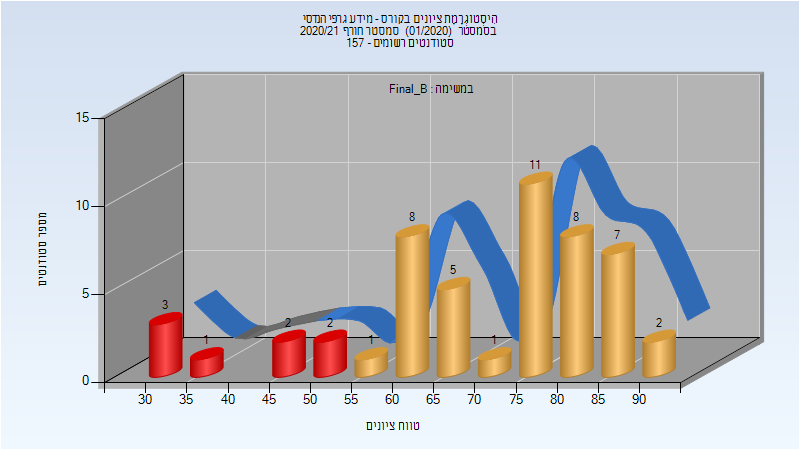 היסטוגרמת ציונים בקורס - מידע גרפי תנדסי
בסמסטר (01/2020) סמסטר חורף 2020/21
סטודנטים רשומים - 157
במשימה : Final_B
מספר סטודנטים
15
10
5
0
3
1
2
2
1
8
5
1
11
8
7
2
30 35 40 45 50 55 60 65 70 75 80 85 90
טווח ציונים